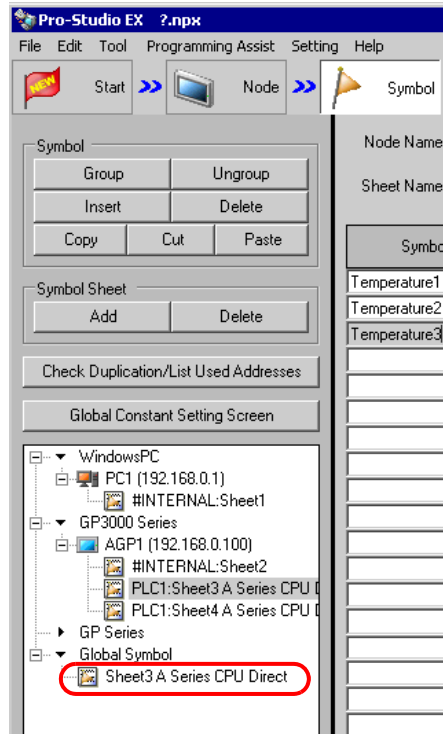 Pro-Studio EX ?.npx
File Edit Tool Programming Assist Setting Help
NEW Start Node Symbol
Symbol
Group Ungroup
Insert Delete
Copy Cut Paste
Symbol Sheet
Add Delete
Check Duplication/List Used Addresses
Global Constant Setting Screen
WindowsPC
PC1 (192.168.0.1)
#INTERNAL:Sheet1
GP3000 Series
AGP1 (192.168.0.100)
#INTERNAL:Sheet2
PLC1:Sheet3 A Series CPU D
PLC1:Sheet4 A Series CPU D
GP Series
Global Symbol
Sheet3 A Series CPU Direct
Node Name
Sheet Name
Symbo
Temperature1
Temperature2
Temperature3